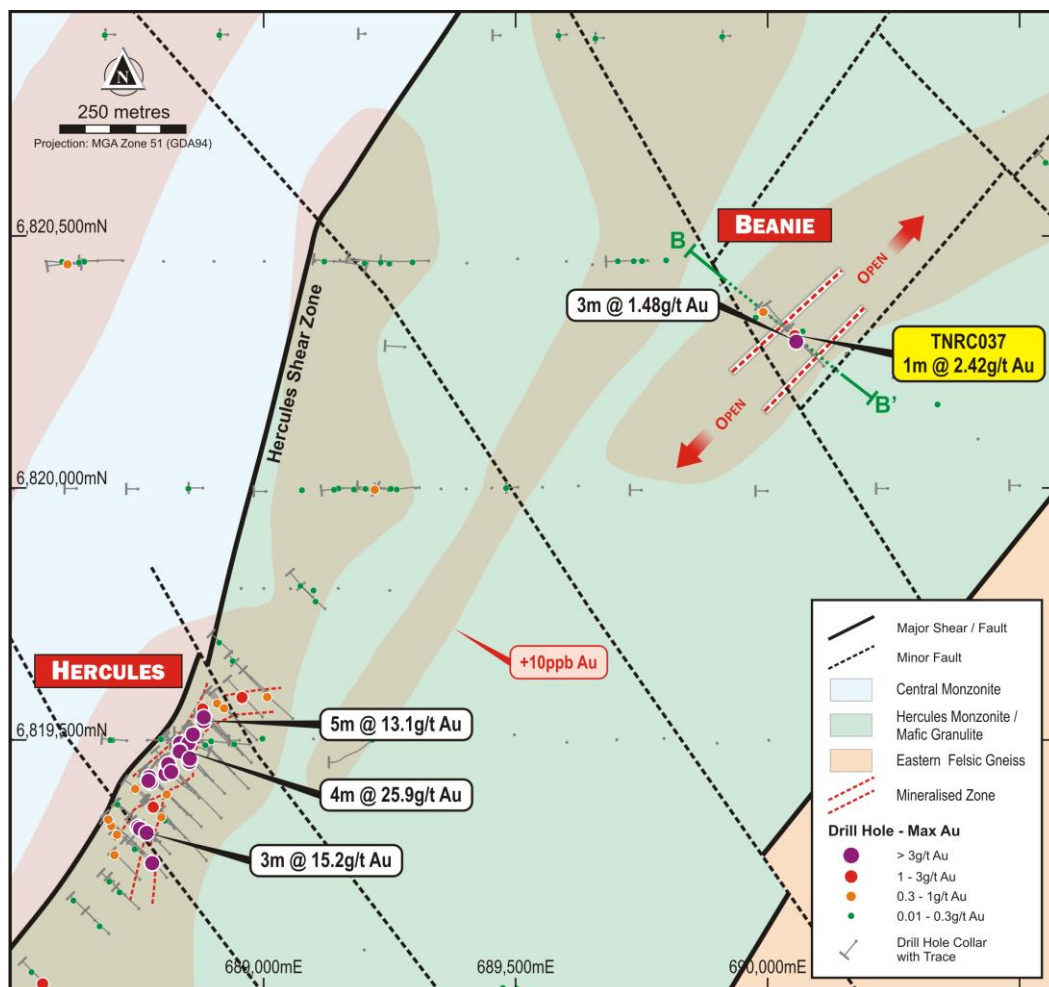 N
250 metres
Projection: MGA Zone 51 (GDA94)
6,820,500mN
Hercules Shear Zone
BEANIE
B
OPEN
3m @ 1.48g/t Au
TNRC037
1m @ 2.42g/t Au
B'
OPEN
6,820,000mN
+10ppb Au
HERCULES
6,819,500mN
5m @ 13.1g/t Au
4m @ 25.9g/t Au
3m @ 15.2g/t Au
689,000mE
689,500mE
690,000mE
Major Shear / Fault
Minor Fault
Central Monzonite
Hercules Monzonite /
Mafic Granulite
Eastern Felsic Gneiss
Mineralised Zone
Drill Hole - Max Au
> 3g/t Au
1 - 3g/t Au
0.3 - 1g/t Au
0.01 - 0.3g/t Au
Drill Hole Collar
with Trace